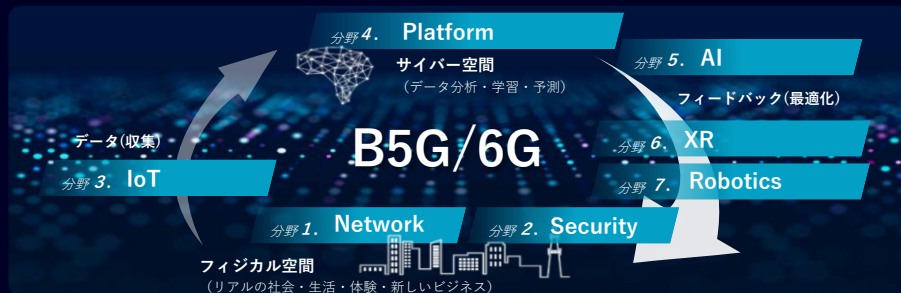 分野 4. Platform
サイバー空間
（データ分析・学習・予測）
分野 5. AI
フィードバック(最適化)
B5G/6G
分野 6. XR
分野 7. Robotics
データ(収集)
分野 3. IoT
分野 1. Network
分野 2. Security
フィジカル空間
（リアルの社会・生活・体験・新しいビジネス）